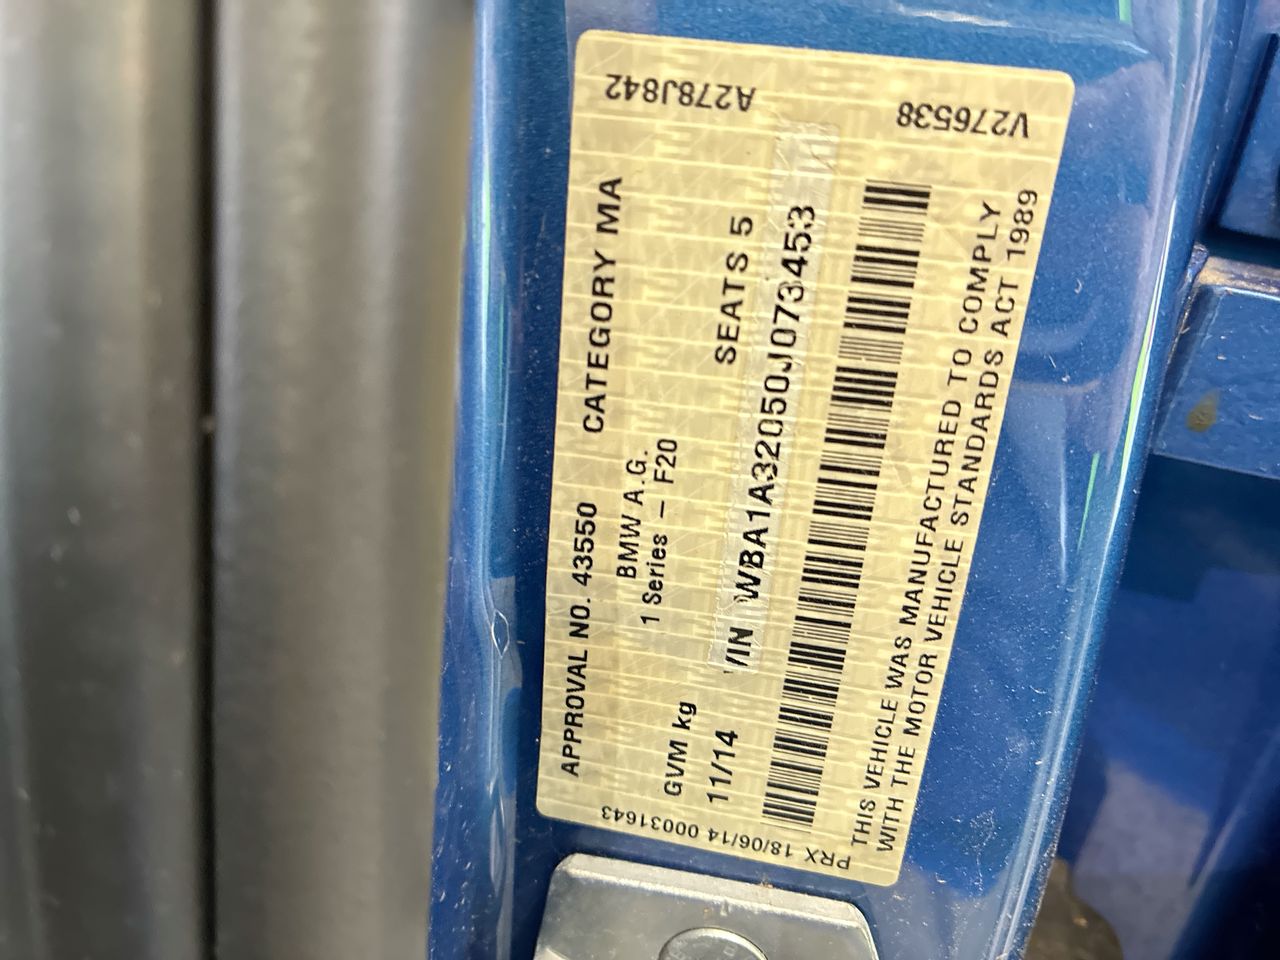 APPROVAL NO. 43550 CATEGORY MA
BMW A.G.
1 Series – F20
GVM kg
11/14 SEATS 5
VIN WBA1A32050J073453
THIS VEHICLE WAS MANUFACTURED TO COMPLY
WITH THE MOTOR VEHICLE STANDARDS ACT 1989
A278J842
V276538
PRX 18/06/14 00031643